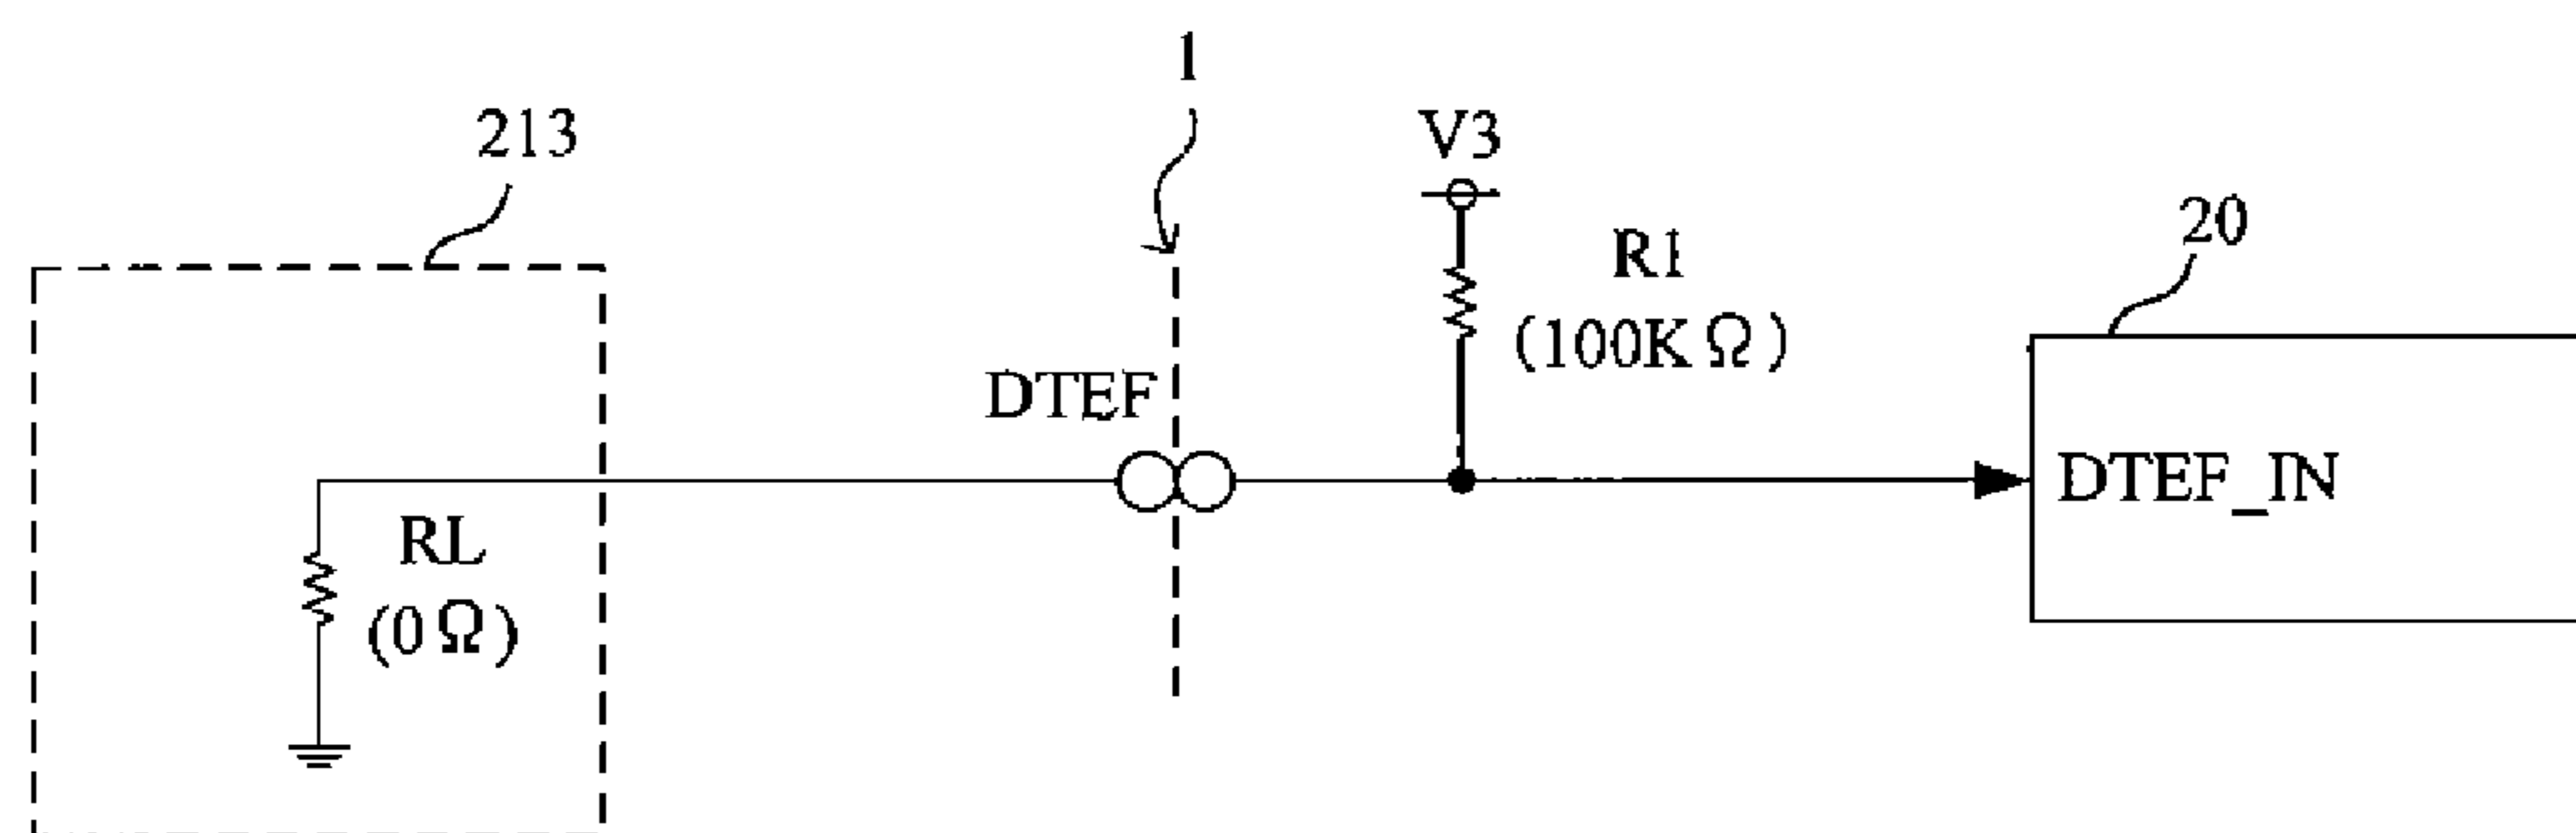 1
213
V3
20
R1
(100KΩ)
DTEF
DTEF_IN
RL
(0Ω)